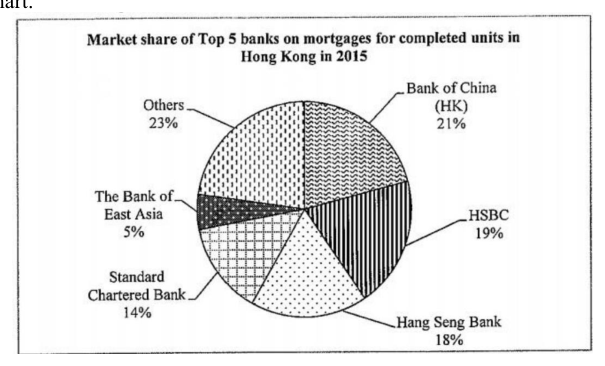 hart.
Market share of Top 5 banks on mortgages for completed units in
Hong Kong in 2015
Bank of China
(HK)
21%
HSBC
19%
Hang Seng Bank
18%
Standard
Chartered Bank
14%
The Bank of
East Asia
5%
Others
23%